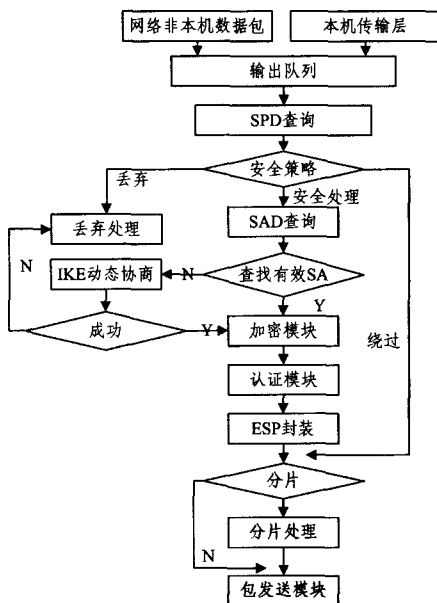 网络非本机数据包
本机传输层
输出队列
SPD查询
安全策略
丢弃
安全处理
丢弃处理
SAD查询
N
IKE动态协商
N
查找有效SA
Y
成功
Y
加密模块
绕过
认证模块
ESP封装
分片
分片处理
N
包发送模块